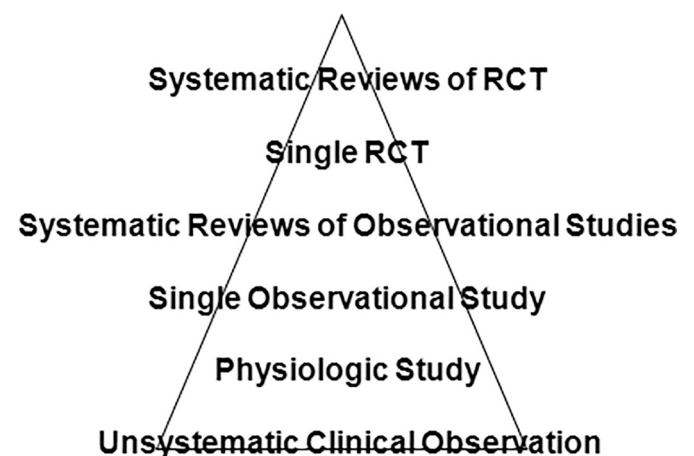 Systematic Reviews of RCT
Single RCT
Systematic Reviews of Observational Studies
Single Observational Study
Physiologic Study
Unsystematic Clinical Observation